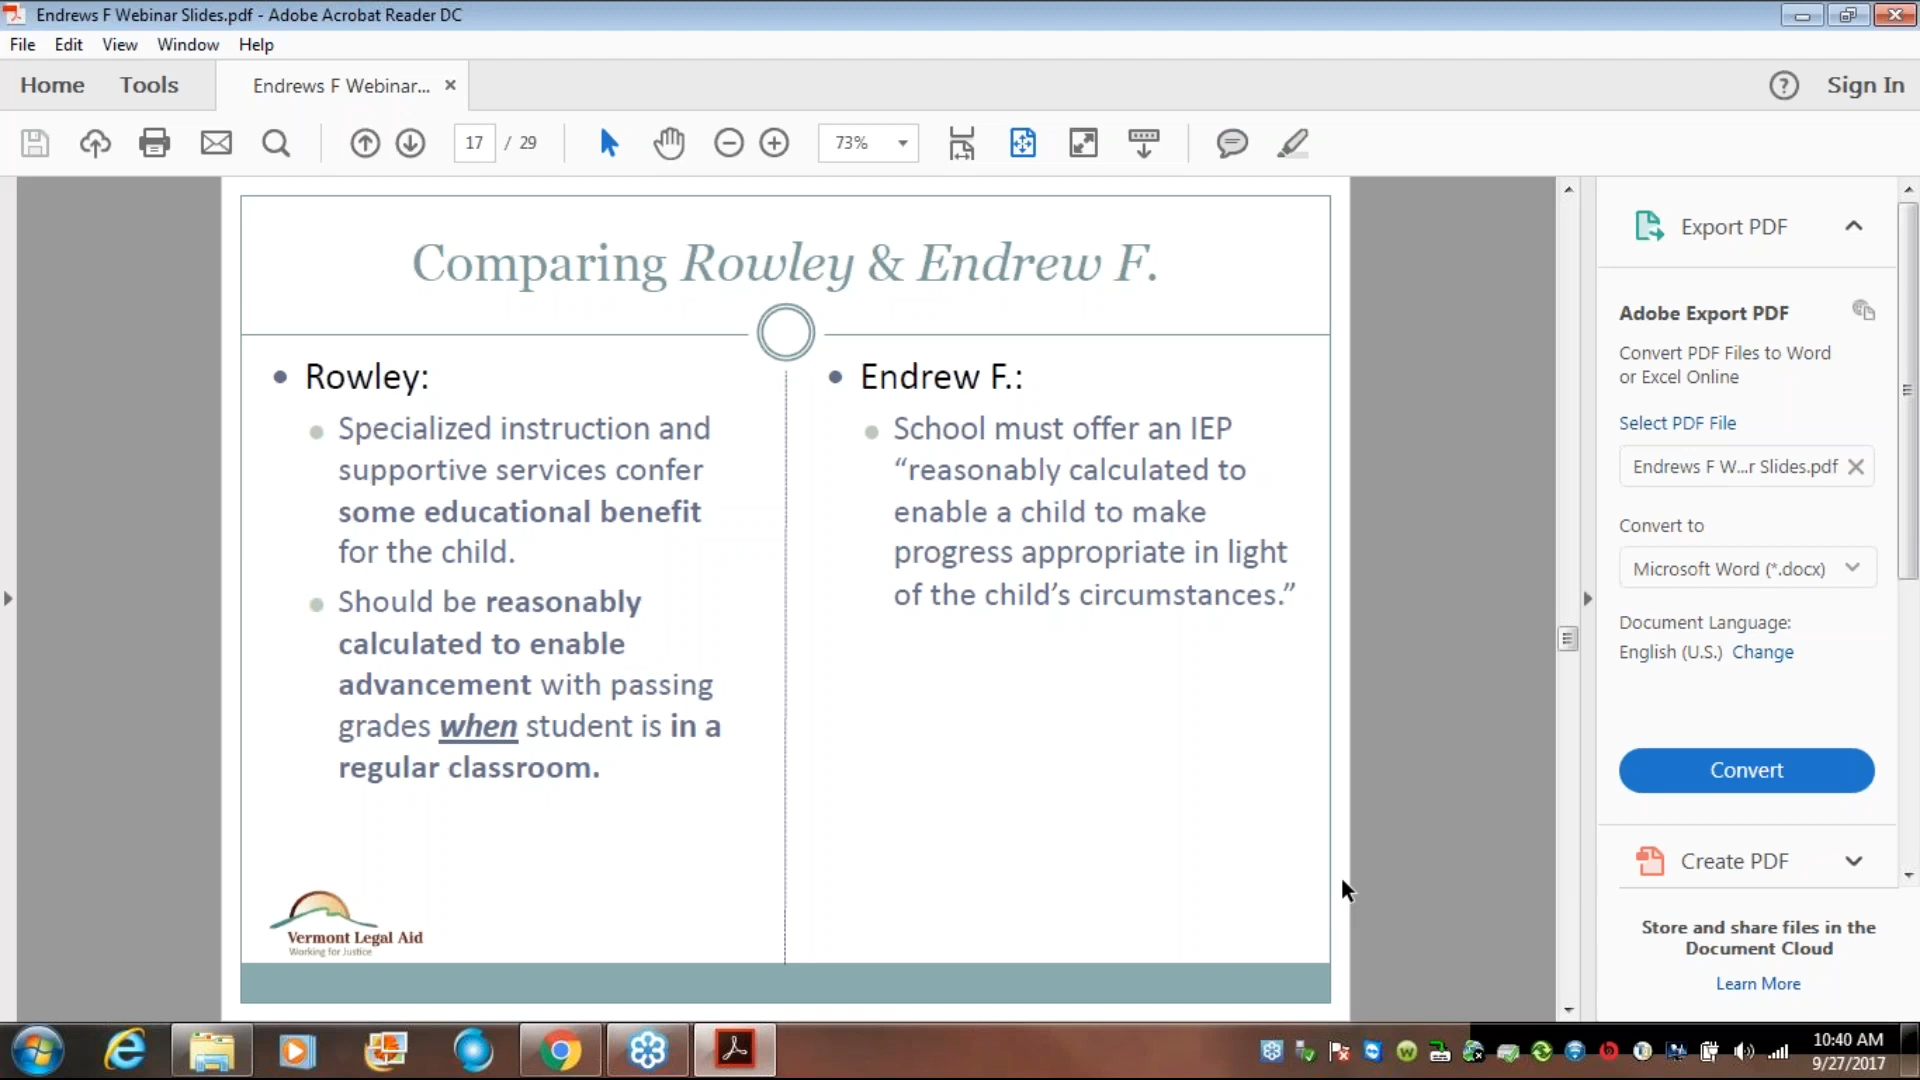 Endrews F Webinar Slides.pdf - Adobe Acrobat Reader DC
File Edit View Window Help
Home Tools Endrews F Webinar... × Sign In
17 / 29 73%
Comparing Rowley & Endrew F.
• Rowley:
Specialized instruction and
supportive services confer
some educational benefit
for the child.
Should be reasonably
calculated to enable
advancement with passing
grades when student is in a
regular classroom.
• Endrew F.:
School must offer an IEP
“reasonably calculated to
enable a child to make
progress appropriate in light
of the child’s circumstances.”
Vermont Legal Aid
Working for Justice
Export PDF
Adobe Export PDF
Convert PDF Files to Word
or Excel Online
Select PDF File
Endrews F W...r Slides.pdf
Convert to
Microsoft Word (*.docx)
Document Language:
English (U.S.) Change
Convert
Create PDF
Store and share files in the
Document Cloud
Learn More
10:40 AM
9/27/2017